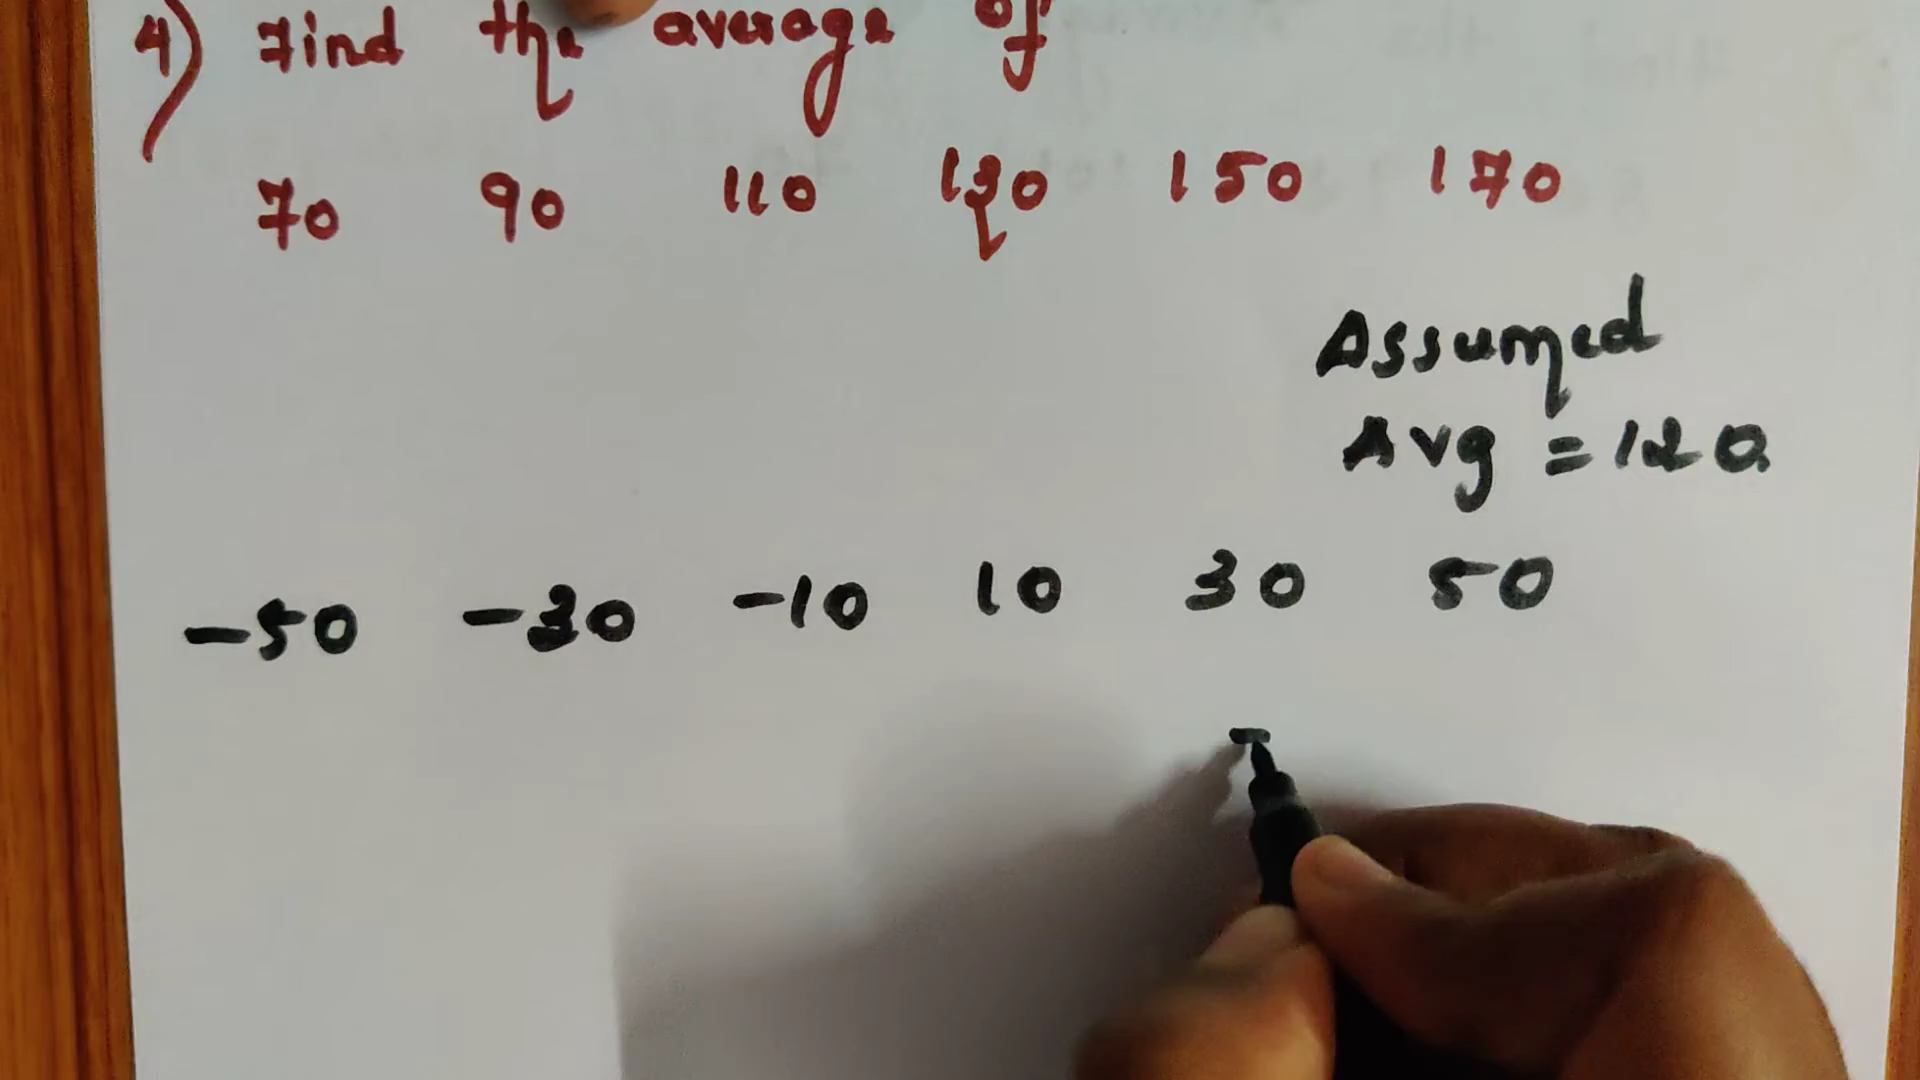 4) Find the average of
70 90 110 130 150 170
Assumed
Avg = 120.
-50 -30 -10 10 30 50